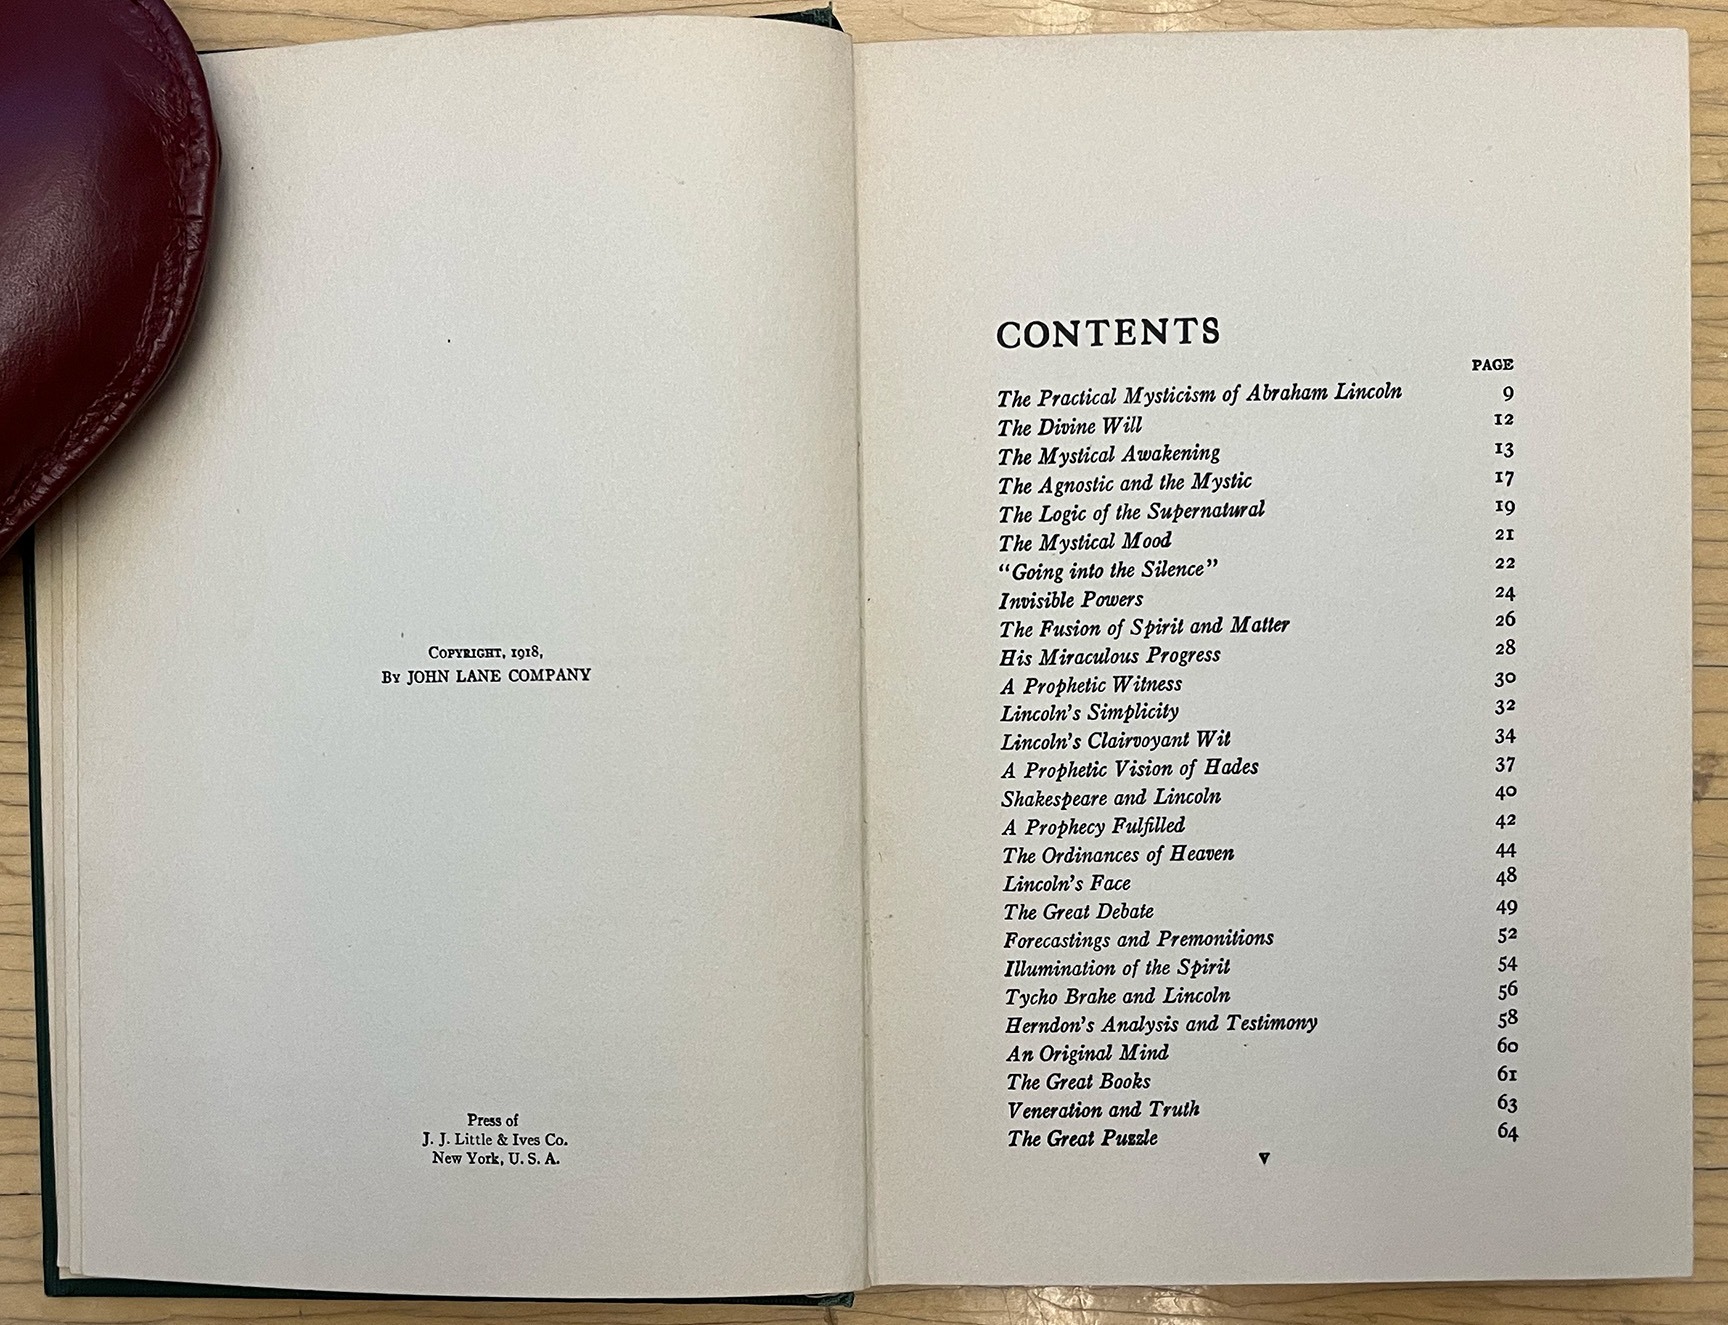 Copyright, 1918,
By JOHN LANE COMPANY
Press of
J. J. Little & Ives Co.
New York, U. S. A.
CONTENTS
PAGE
The Practical Mysticism of Abraham Lincoln 9
The Divine Will 12
The Mystical Awakening 13
The Agnostic and the Mystic 17
The Logic of the Supernatural 19
The Mystical Mood 21
“Going into the Silence” 22
Invisible Powers 24
The Fusion of Spirit and Matter 26
His Miraculous Progress 28
A Prophetic Witness 30
Lincoln’s Simplicity 32
Lincoln’s Clairvoyant Wit 34
A Prophetic Vision of Hades 37
Shakespeare and Lincoln 40
A Prophecy Fulfilled 42
The Ordinances of Heaven 44
Lincoln’s Face 48
The Great Debate 49
Forecastings and Premonitions 52
Illumination of the Spirit 54
Tycho Brahe and Lincoln 56
Herndon’s Analysis and Testimony 58
An Original Mind 60
The Great Books 61
Veneration and Truth 63
The Great Puzzle 64
v